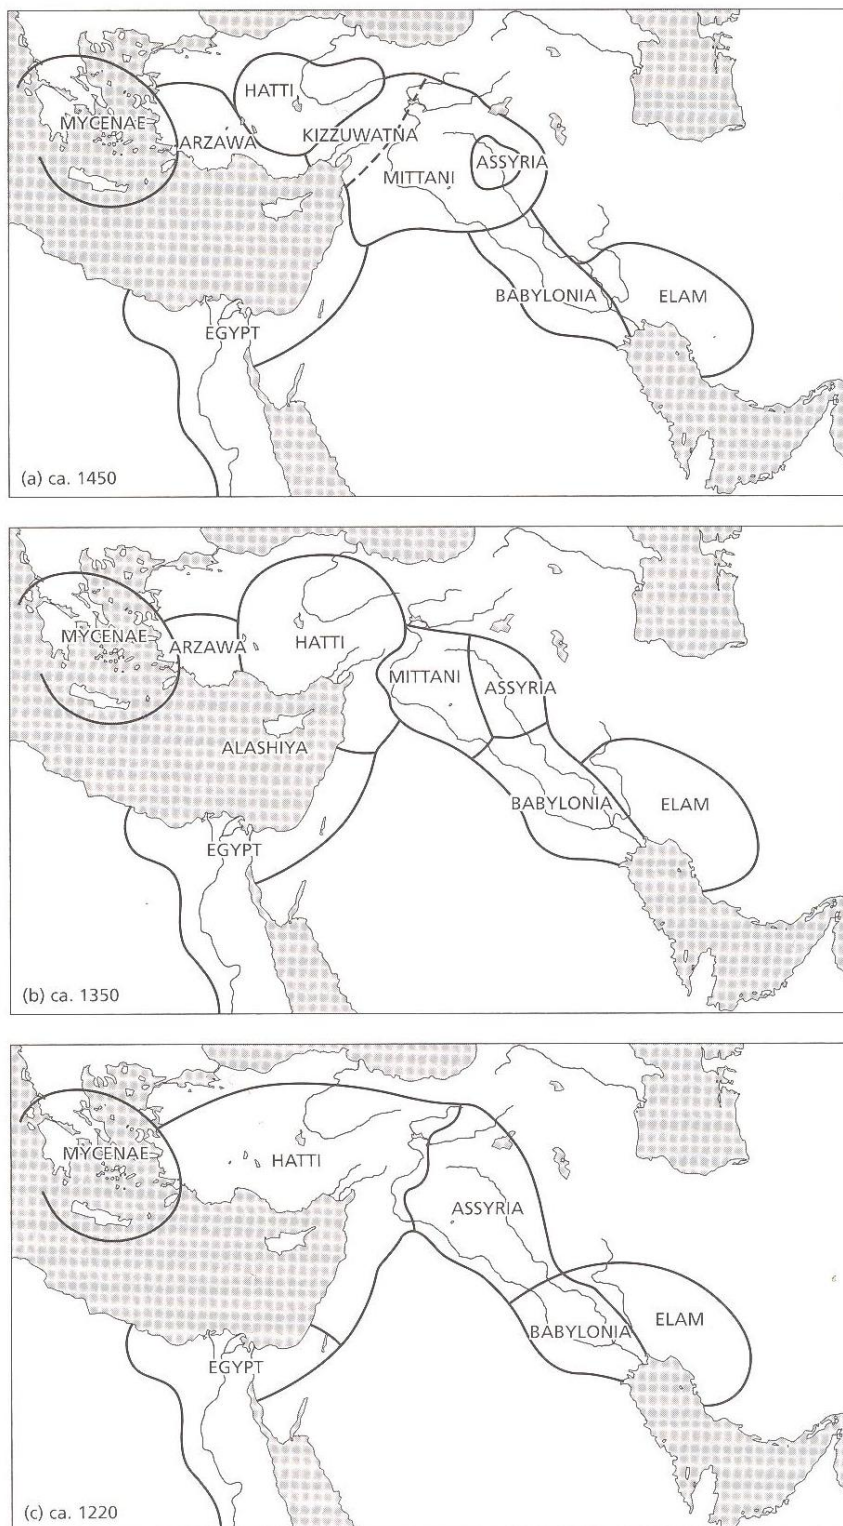 HATTI
MYCENAE
ARZAWA
KIZZUWATNA
ASSYRIA
MITTANI
BABYLONIA
ELAM
EGYPT
(a) ca. 1450
MYCENAE
ARZAWA
HATTI
MITTANI
ASSYRIA
ALASHIYA
BABYLONIA
ELAM
EGYPT
(b) ca. 1350
MYCENAE
HATTI
ASSYRIA
ELAM
BABYLONIA
EGYPT
(c) ca. 1220